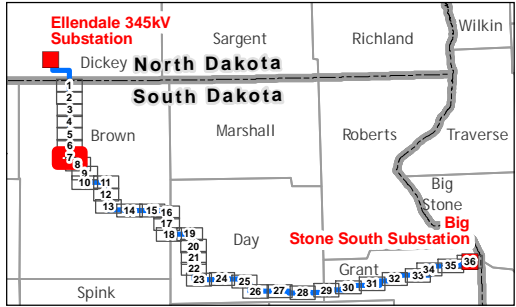 Ellendale 345kV
Substation
Wilkin
Sargent
Richland
Dickey
North Dakota
South Dakota
1
2
3
4
5
6
7
8
9
10
11
12
13
14
15
16
17
18
19
20
21
22
23
24
25
26
27
28
29
30
31
32
33
34
35
36
Brown
Marshall
Roberts
Traverse
Big
Stone
Big
Stone South Substation
Day
Grant
Spink